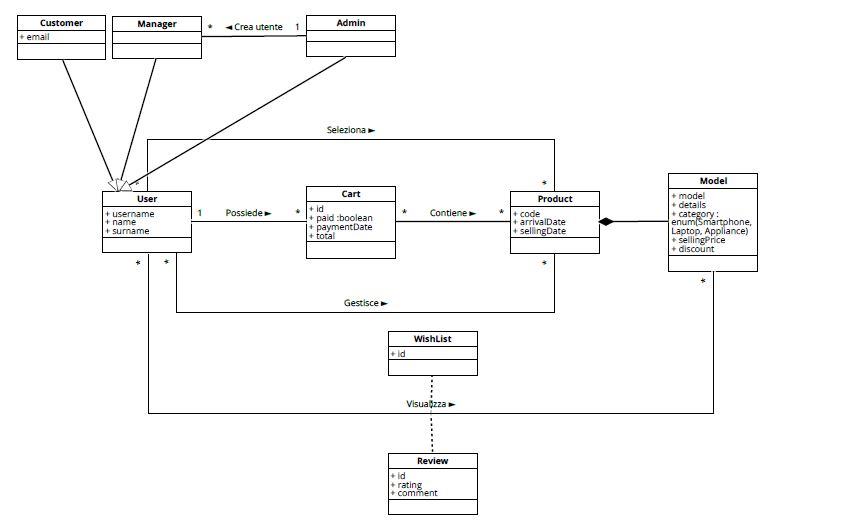 Customer
+ email
Manager
* ◄ Crea utente 1
Admin
Seleziona ►
*
*
User
+ username
+ name
+ surname
1 Possiede ► *
Cart
+ id
+ paid :boolean
+ paymentDate
+ total
* Contiene ► *
Product
+ code
+ arrivalDate
+ sellingDate
Model
+ model
+ details
+ category :
enum(Smartphone,
Laptop, Appliance)
+ sellingPrice
+ discount
*
*
*
*
Gestisce ►
WishList
+ id
Visualizza ►
Review
+ id
+ rating
+ comment